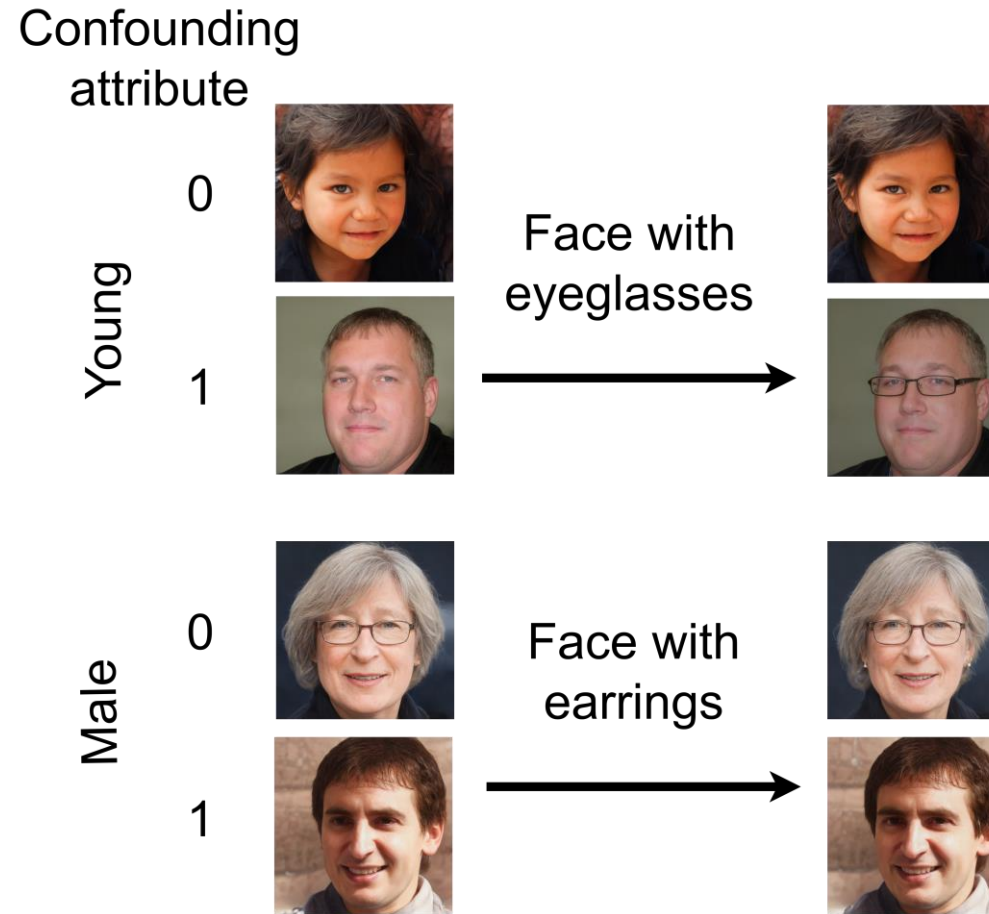 Confounding
attribute
Young
0
1
Face with
eyeglasses
Male
0
1
Face with
earrings